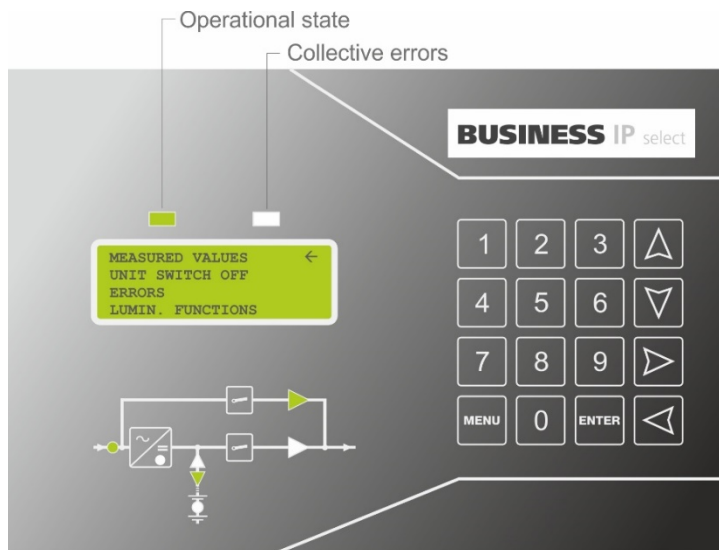 Operational state
Collective errors
BUSINESS IP select
MEASURED VALUES ←
UNIT SWITCH OFF
ERRORS
LUMIN. FUNCTIONS
1 2 3
4 5 6
7 8 9
MENU 0 ENTER